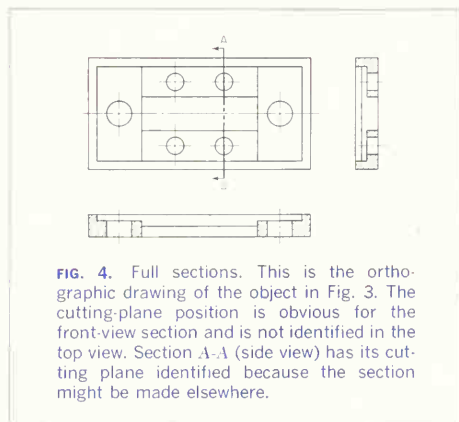 A
FIG. 4. Full sections. This is the ortho-
graphic drawing of the object in Fig. 3. The
cutting-plane position is obvious for the
front-view section and is not identified in the
top view. Section A-A (side view) has its cut-
ting plane identified because the section
might be made elsewhere.